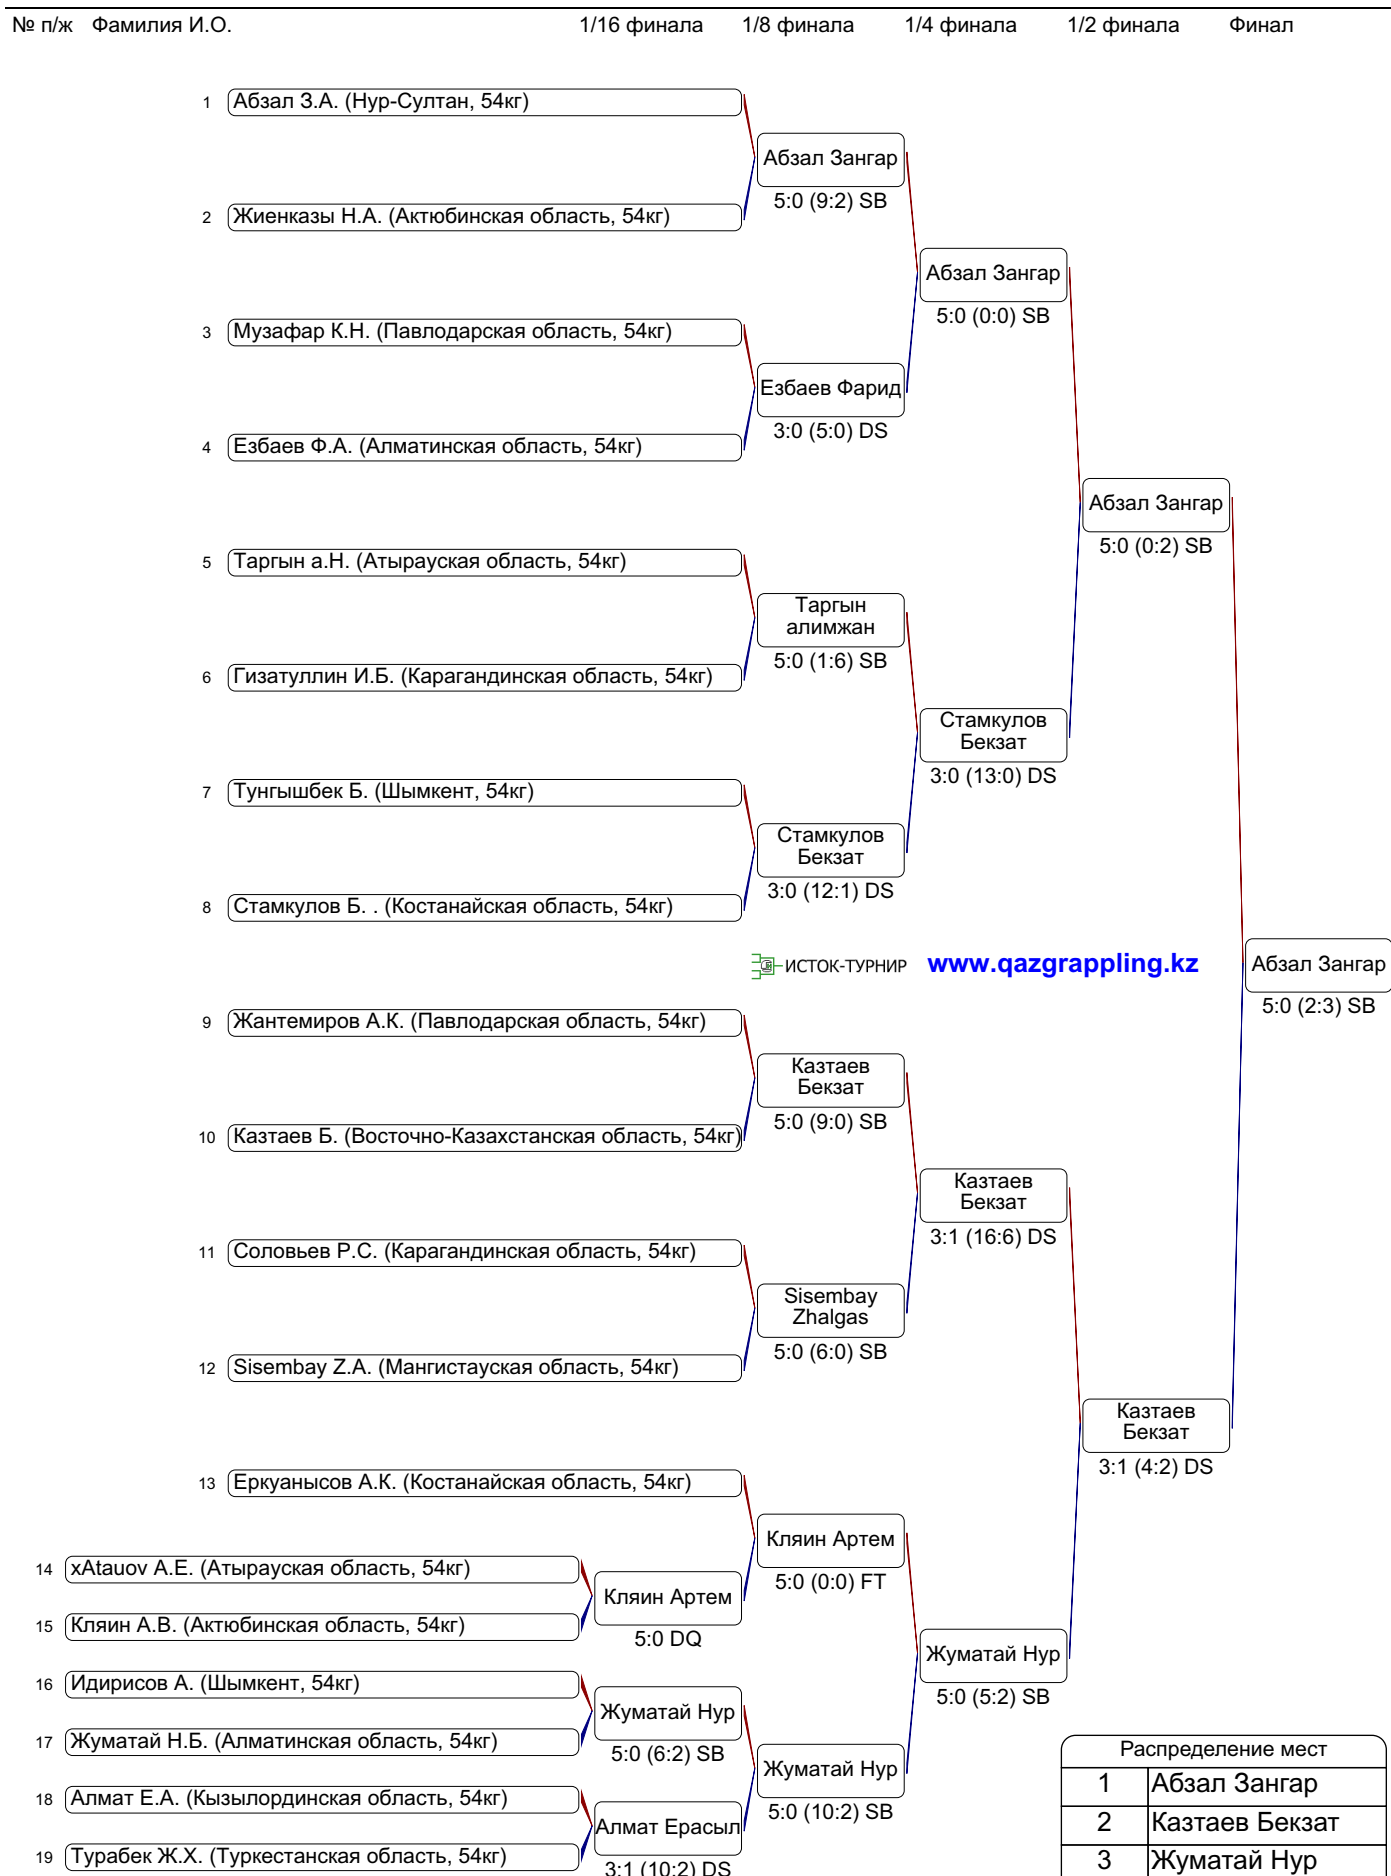 № п/ж Фамилия И.О. 1/16 финала 1/8 финала 1/4 финала 1/2 финала Финал
1 Абзал З.А. (Нур-Султан, 54кг)
Абзал Зангар
5:0 (9:2) SB
2 Жиенказы Н.А. (Актюбинская область, 54кг)
Абзал Зангар
5:0 (0:0) SB
3 Музафар К.Н. (Павлодарская область, 54кг)
Езбаев Фарид
3:0 (5:0) DS
4 Езбаев Ф.А. (Алматинская область, 54кг)
Абзал Зангар
5:0 (0:2) SB
5 Таргын а.Н. (Атырауская область, 54кг)
Таргын
алимжан
5:0 (1:6) SB
6 Гизатуллин И.Б. (Карагандинская область, 54кг)
Стамкулов
Бекзат
3:0 (13:0) DS
7 Тунгышбек Б. (Шымкент, 54кг)
Стамкулов
Бекзат
3:0 (12:1) DS
8 Стамкулов Б. . (Костанайская область, 54кг)
ИСТОК-ТУРНИР www.qazgrappling.kz
Абзал Зангар
5:0 (2:3) SB
9 Жантемиров А.К. (Павлодарская область, 54кг)
Казтаев
Бекзат
5:0 (9:0) SB
10 Казтаев Б. (Восточно-Казахстанская область, 54кг)
Казтаев
Бекзат
3:1 (16:6) DS
11 Соловьев Р.С. (Карагандинская область, 54кг)
Sisembay
Zhalgas
5:0 (6:0) SB
12 Sisembay Z.A. (Мангистауская область, 54кг)
Казтаев
Бекзат
3:1 (4:2) DS
13 Еркуанысов А.К. (Костанайская область, 54кг)
Кляин Артем
5:0 (0:0) FT
14 xAtauov A.E. (Атырауская область, 54кг)
Кляин Артем
5:0 DQ
15 Кляин А.В. (Актюбинская область, 54кг)
Жуматай Нур
5:0 (5:2) SB
16 Идирисов А. (Шымкент, 54кг)
Жуматай Нур
5:0 (6:2) SB
17 Жуматай Н.Б. (Алматинская область, 54кг)
Жуматай Нур
5:0 (10:2) SB
18 Алмат Е.А. (Кызылординская область, 54кг)
Алмат Ерасыл
3:1 (10:2) DS
19 Турабек Ж.Х. (Туркестанская область, 54кг)
Распределение мест
1 Абзал Зангар
2 Казтаев Бекзат
3 Жуматай Нур